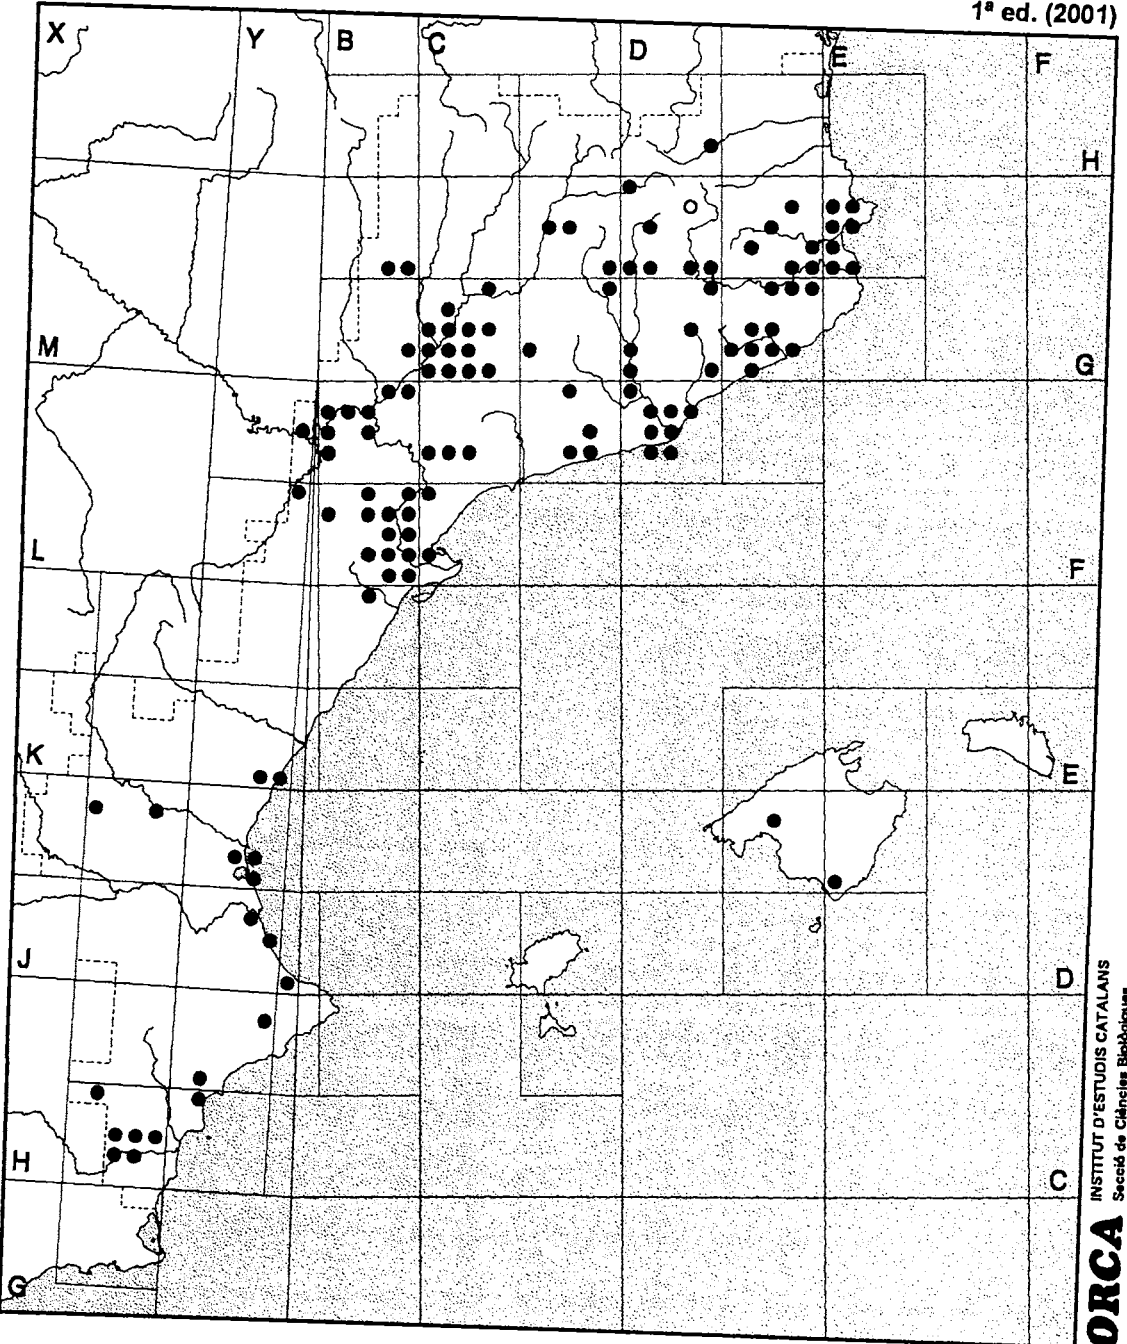 1ª ed. (2001)
X Y B C D E F
H
M G
L F
K E
J D
H C
G
INSTITUT D'ESTUDIS CATALANS
Secció de Ciències Biològiques
ORCA